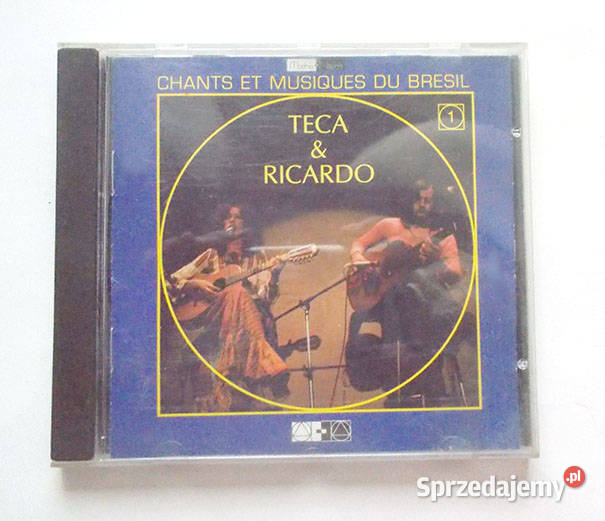 CHANTS ET MUSIQUES DU BRESIL
TECA
&
RICARDO
1
Sprzedajemy.pl